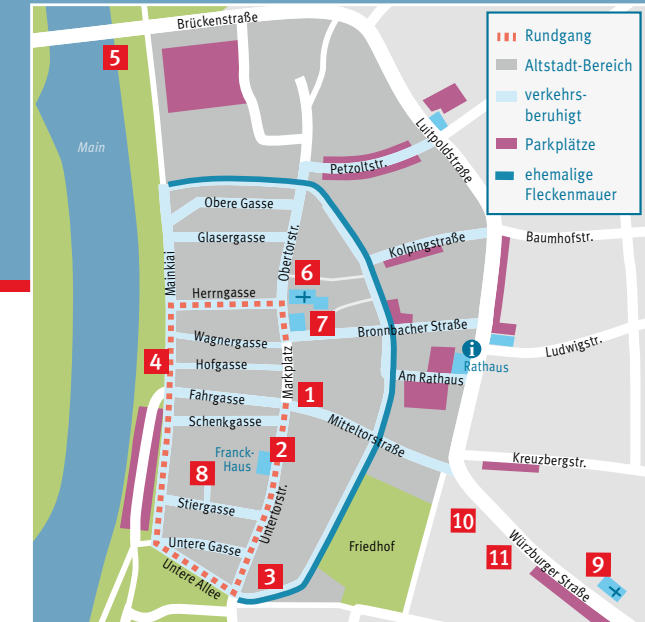 Brückenstraße
5
Main
Rundgang
Altstadt-Bereich
verkehrs-
beruhigt
Parkplätze
ehemalige
Fleckenmauer
Luitpoldstraße
Petzoltstr.
Obere Gasse
Glasergasse
Obertorstr.
Kolpingstraße
Baumhofstr.
Mainkai
Herrngasse
6
7
Wagnergasse
Bronnbacher Straße
i
Rathaus
Ludwigstr.
4
Hofgasse
Markplatz
Am Rathaus
Fahrgasse
1
Schenkgasse
Mitteltorstraße
Franck-
Haus
2
8
Kreuzbergstr.
Stiergasse
Untertorstr.
10
Untere Gasse
Friedhof
11
Würzburger Straße
9
Untere Allee
3